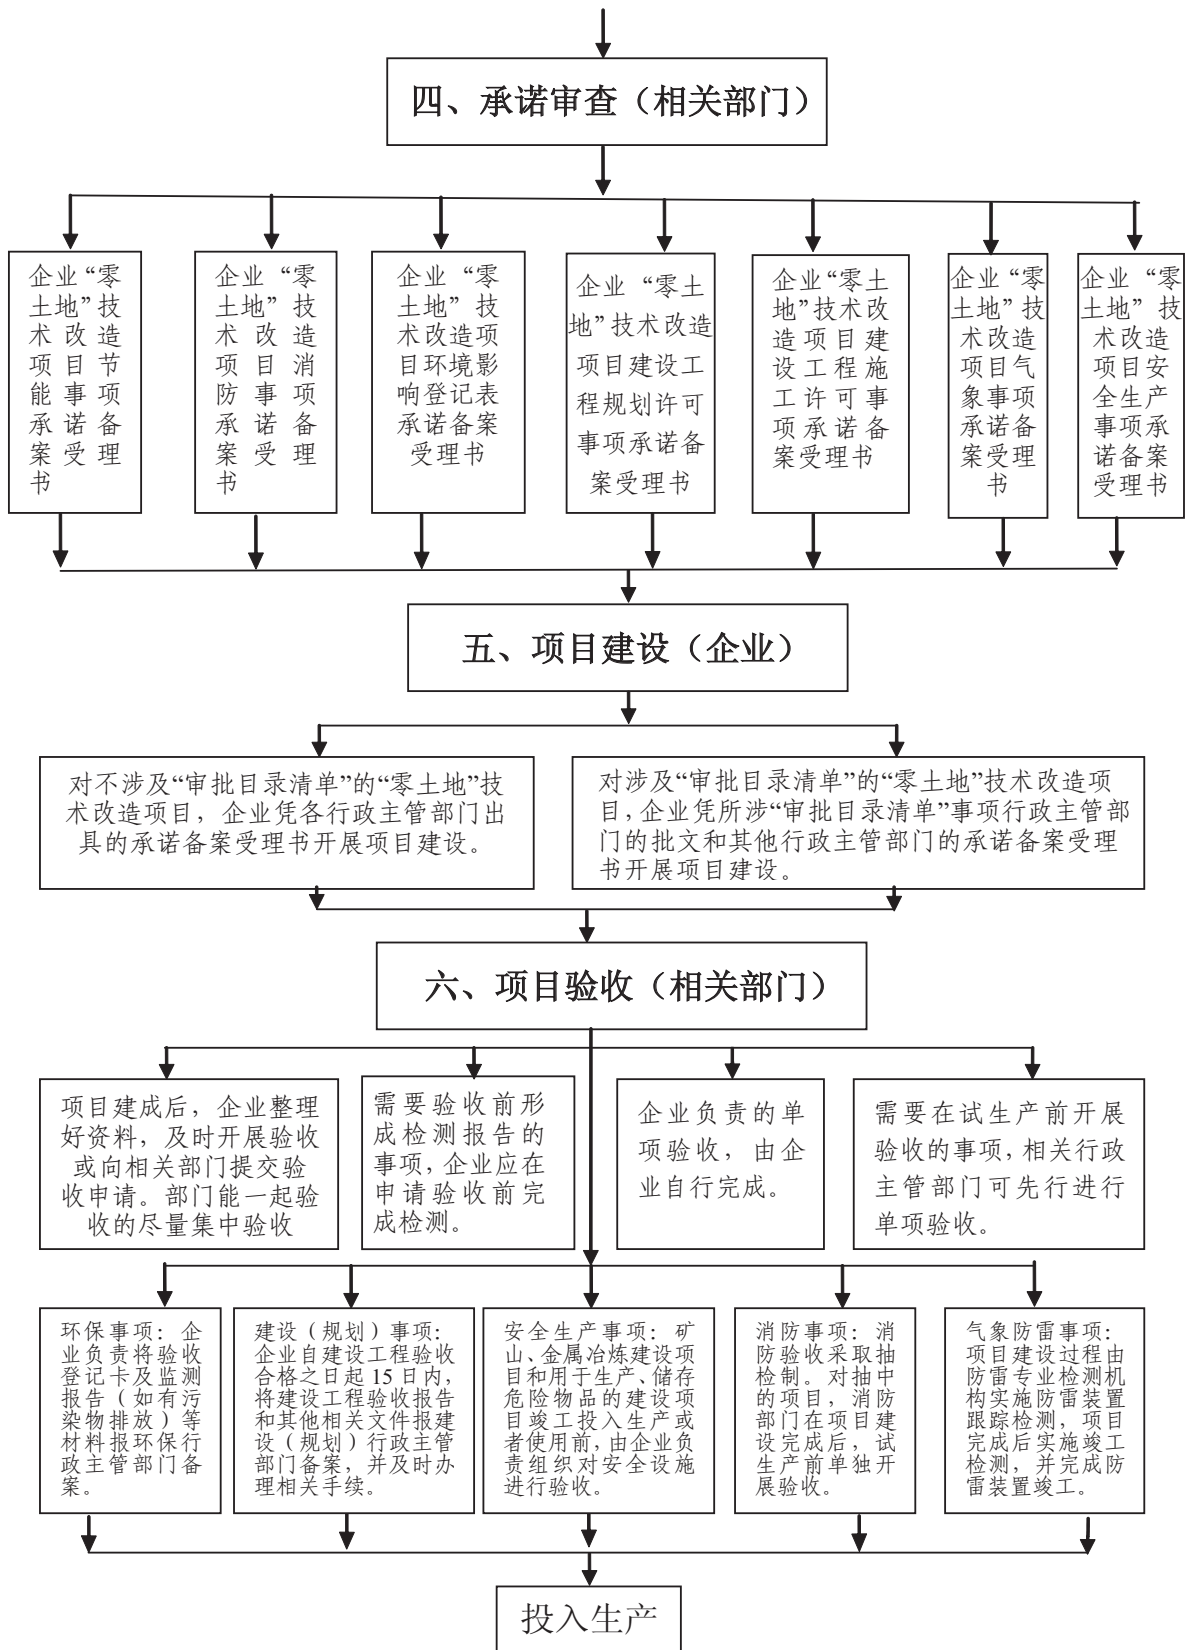 四、承诺审查（相关部门）
企业“零
土地”技
术改造
项目节
能事项
承诺备
案受理
书
企业“零
土地”技
术改造
项目消
防事项
承诺备
案受理
书
企业“零
土地”技
术改造项
目环境影
响登记表
承诺备案
受理书
企业“零土
地”技术改造
项目建设工
程规划许可
事项承诺备
案受理书
企业“零土
地”技术改
造项目建
设工程施
工许可事
项承诺备
案受理书
企业“零
土地”技
术改造
项目气
象事项
承诺备
案受理
书
企业“零
土地”技
术改造
项目安
全生产
事项承
诺备案
受理书
五、项目建设（企业）
对不涉及“审批目录清单”的“零土地”技
术改造项目，企业凭各行政主管部门出
具的承诺备案受理书开展项目建设。
对涉及“审批目录清单”的“零土地”技术改造项
目，企业凭所涉“审批目录清单”事项行政主管部
门的批文和其他行政主管部门的承诺备案受理
书开展项目建设。
六、项目验收（相关部门）
项目建成后，企业整理
好资料，及时开展验收
或向相关部门提交验
收申请。部门能一起验
收的尽量集中验收
需要验收前形
成检测报告的
事项，企业应在
申请验收前完
成检测。
企业负责的单
项验收，由企
业自行完成。
需要在试生产前开展
验收的事项，相关行政
主管部门可先行进行
单项验收。
环保事项：企
业负责将验收
登记卡及监测
报告（如有污
染物排放）等
材料报环保行
政主管部门备
案。
建设（规划）事项：
企业自建设工程验收
合格之日起15日内，
将建设工程验收报告
和其他相关文件报建
设（规划）行政主管
部门备案，并及时办
理相关手续。
安全生产事项：矿
山、金属冶炼建设项
目和用于生产、储存
危险物品的建设项
目竣工投入生产或
者使用前，由企业负
责组织对安全设施
进行验收。
消防事项：消
防验收采取抽
检制。对抽中
的项目，消防
部门在项目建
设完成后，试
生产前单独开
展验收。
气象防雷事项：
项目建设过程由
防雷专业检测机
构实施防雷装置
跟踪检测，项目
完成后实施竣工
检测，并完成防
雷装置竣工。
投入生产